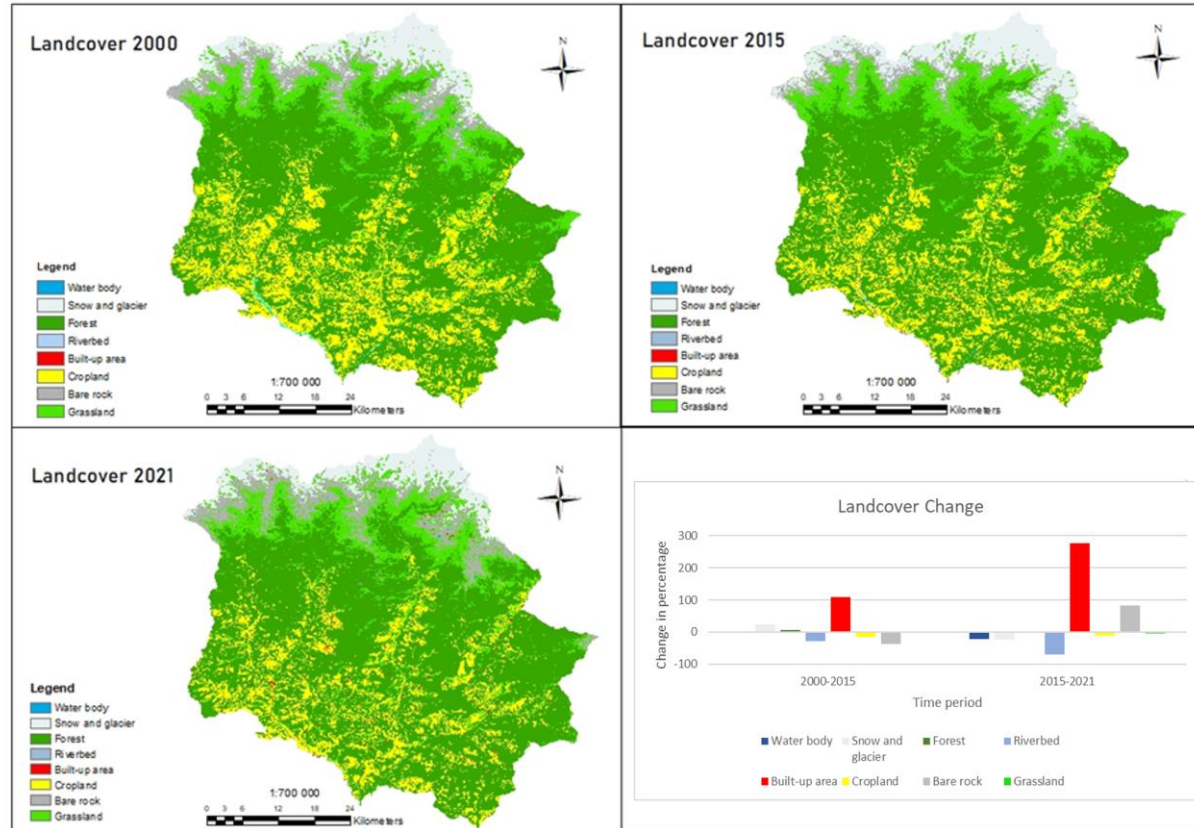 Landcover 2000
N
Legend
Water body
Snow and glacier
Forest
Riverbed
Built-up area
Cropland
Bare rock
Grassland
1:700 000
0 3 6 12 18 24
Kilometers
Landcover 2015
N
Legend
Water body
Snow and glacier
Forest
Riverbed
Built-up area
Cropland
Bare rock
Grassland
1:700 000
0 3 6 12 18 24
Kilometers
Landcover 2021
N
Legend
Water body
Snow and glacier
Forest
Riverbed
Built-up area
Cropland
Bare rock
Grassland
1:700 000
0 3 6 12 18 24
Kilometers
Landcover Change
Change in percentage
300
200
100
0
-100
2000-2015 2015-2021
Time period
Water body Snow and glacier Forest Riverbed
Built-up area Cropland Bare rock Grassland